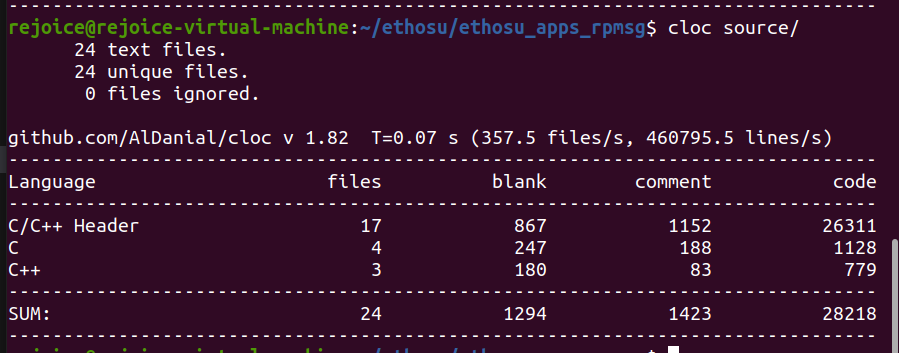 --------------------------------------------------------------------------------
rejoice@rejoice-virtual-machine:~/ethosu/ethosu_apps_rpmsg$ cloc source/
      24 text files.
      24 unique files.
       0 files ignored.

github.com/AlDanial/cloc v 1.82  T=0.07 s (357.5 files/s, 460795.5 lines/s)
-------------------------------------------------------------------------------
Language                     files          blank        comment           code
-------------------------------------------------------------------------------
C/C++ Header                    17            867           1152          26311
C                                4            247            188           1128
C++                              3            180             83            779
-------------------------------------------------------------------------------
SUM:                            24           1294           1423          28218
-------------------------------------------------------------------------------